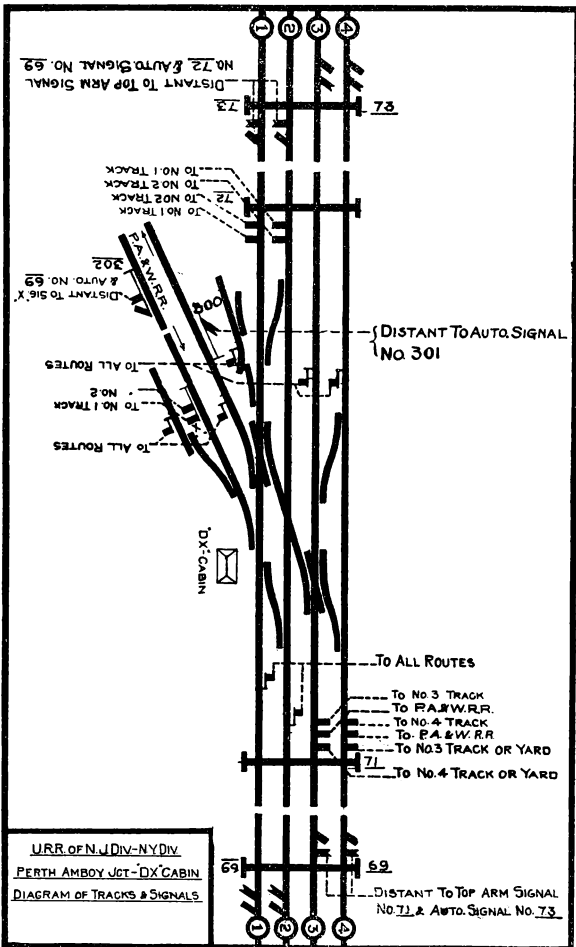 1
2
3
4
DISTANT TO TOP ARM SIGNAL
NO. 72 & AUTO. SIGNAL NO. 69
73
73
TO NO. 1 TRACK
TO NO. 2 TRACK
TO NO2 TRACK
TO NO1 TRACK
72
P.A.&W.R.R.
302
DISTANT TO SIG."X"
& AUTO. NO. 69
300
DISTANT TO AUTO. SIGNAL
NO. 301
TO ALL ROUTES
TO NO. 1 TRACK
" NO. 2
X
TO ALL ROUTES
"DX"-CABIN
TO ALL ROUTES
TO NO. 3 TRACK
TO P.A.&W.R.R.
TO NO. 4 TRACK
TO P.A.&W.R.R
TO NO.3 TRACK OR YARD
TO NO. 4 TRACK OR YARD
71
69
69
DISTANT TO TOP ARM SIGNAL
NO. 71 & AUTO. SIGNAL NO. 73
1
2
3
4
U.R.R. OF N.J DIV-NY DIV
PERTH AMBOY JCT-"DX" CABIN
DIAGRAM OF TRACKS & SIGNALS